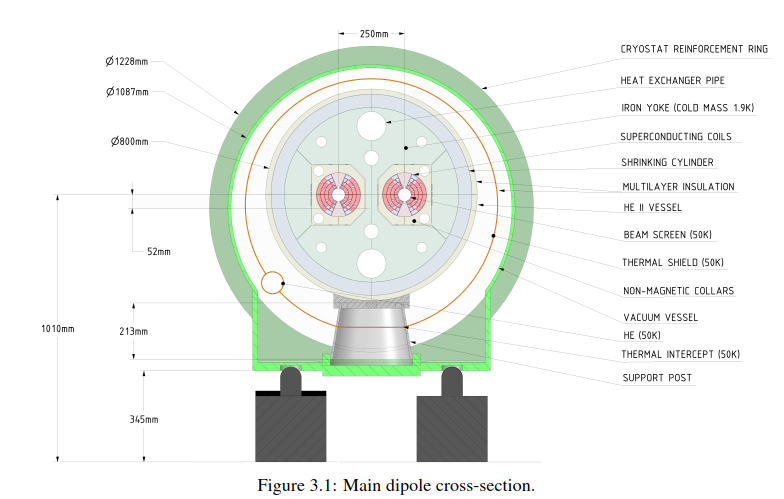 250mm
CRYOSTAT REINFORCEMENT RING
Ø1228mm
HEAT EXCHANGER PIPE
Ø1087mm
IRON YOKE (COLD MASS 1.9K)
Ø800mm
SUPERCONDUCTING COILS
SHRINKING CYLINDER
MULTILAYER INSULATION
HE II VESSEL
BEAM SCREEN (50K)
52mm
THERMAL SHIELD (50K)
NON-MAGNETIC COLLARS
VACUUM VESSEL
1010mm
213mm
HE (50K)
THERMAL INTERCEPT (50K)
SUPPORT POST
345mm
Figure 3.1: Main dipole cross-section.